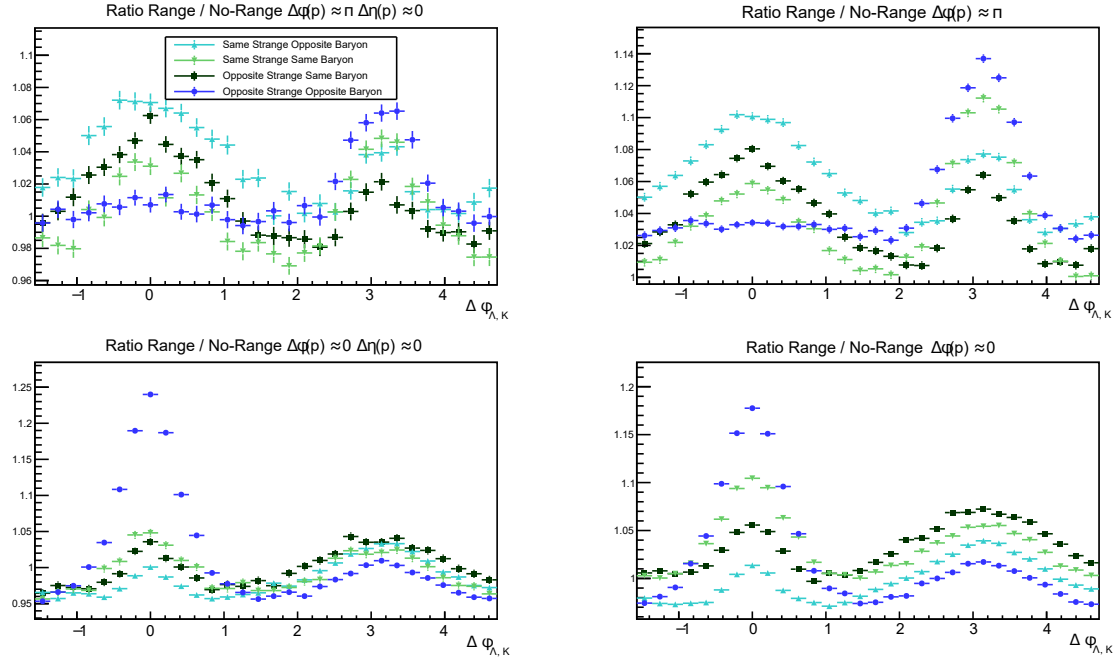 Ratio Range / No-Range Δφ(p) ≈ π Δη(p) ≈ 0
Same Strange Opposite Baryon
Same Strange Same Baryon
Opposite Strange Same Baryon
Opposite Strange Opposite Baryon
1.1
1.08
1.06
1.04
1.02
1
0.98
0.96
−1 0 1 2 3 4
Δ φΛ, K
Ratio Range / No-Range Δφ(p) ≈ π
1.14
1.12
1.1
1.08
1.06
1.04
1.02
1
−1 0 1 2 3 4
Δ φΛ, K
Ratio Range / No-Range Δφ(p) ≈ 0 Δη(p) ≈ 0
1.25
1.2
1.15
1.1
1.05
1
0.95
−1 0 1 2 3 4
Δ φΛ, K
Ratio Range / No-Range Δφ(p) ≈ 0
1.2
1.15
1.1
1.05
1
−1 0 1 2 3 4
Δ φΛ, K